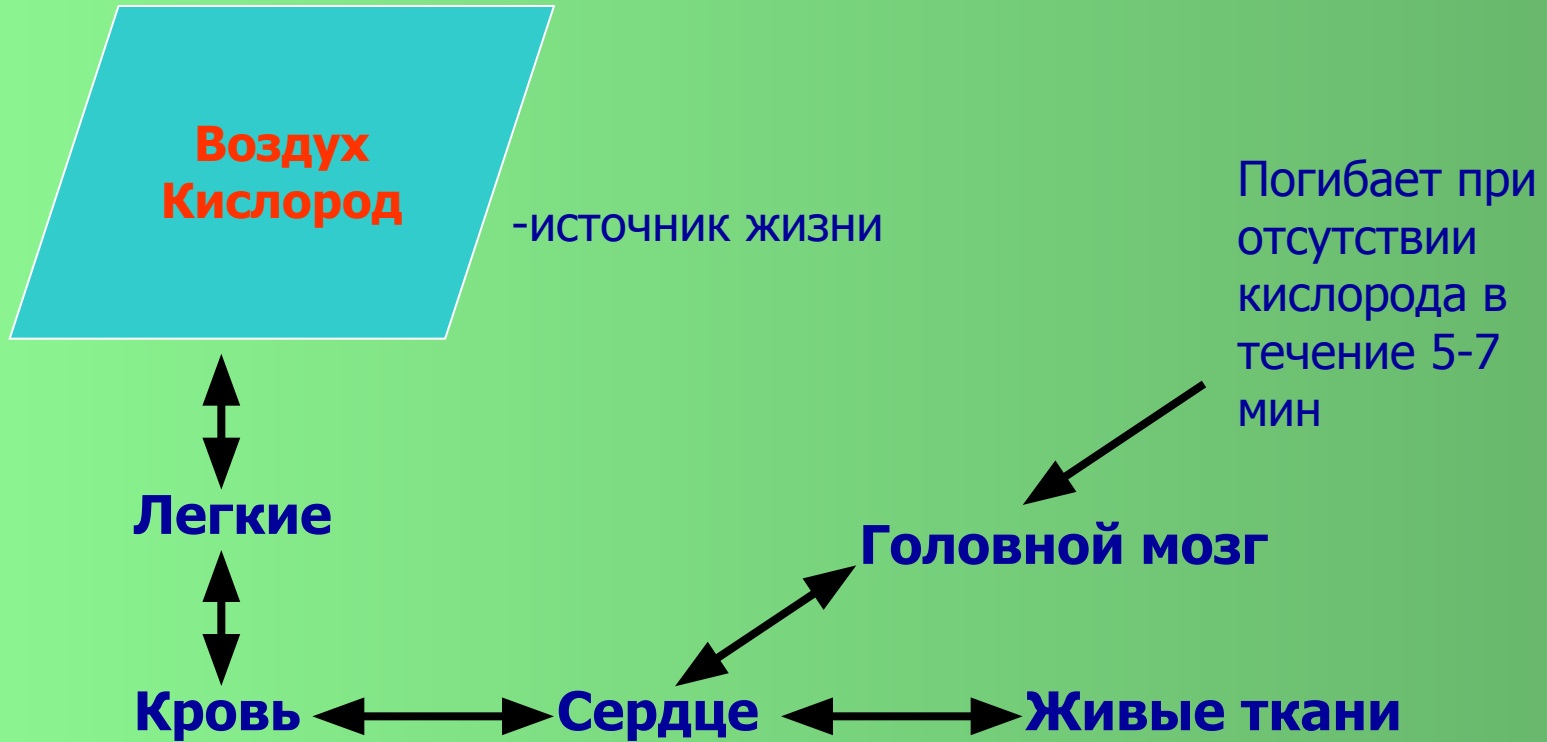 Воздух
Кислород
-источник жизни
Погибает при
отсутствии
кислорода в
течение 5-7
мин
Легкие
Головной мозг
Кровь
Сердце
Живые ткани